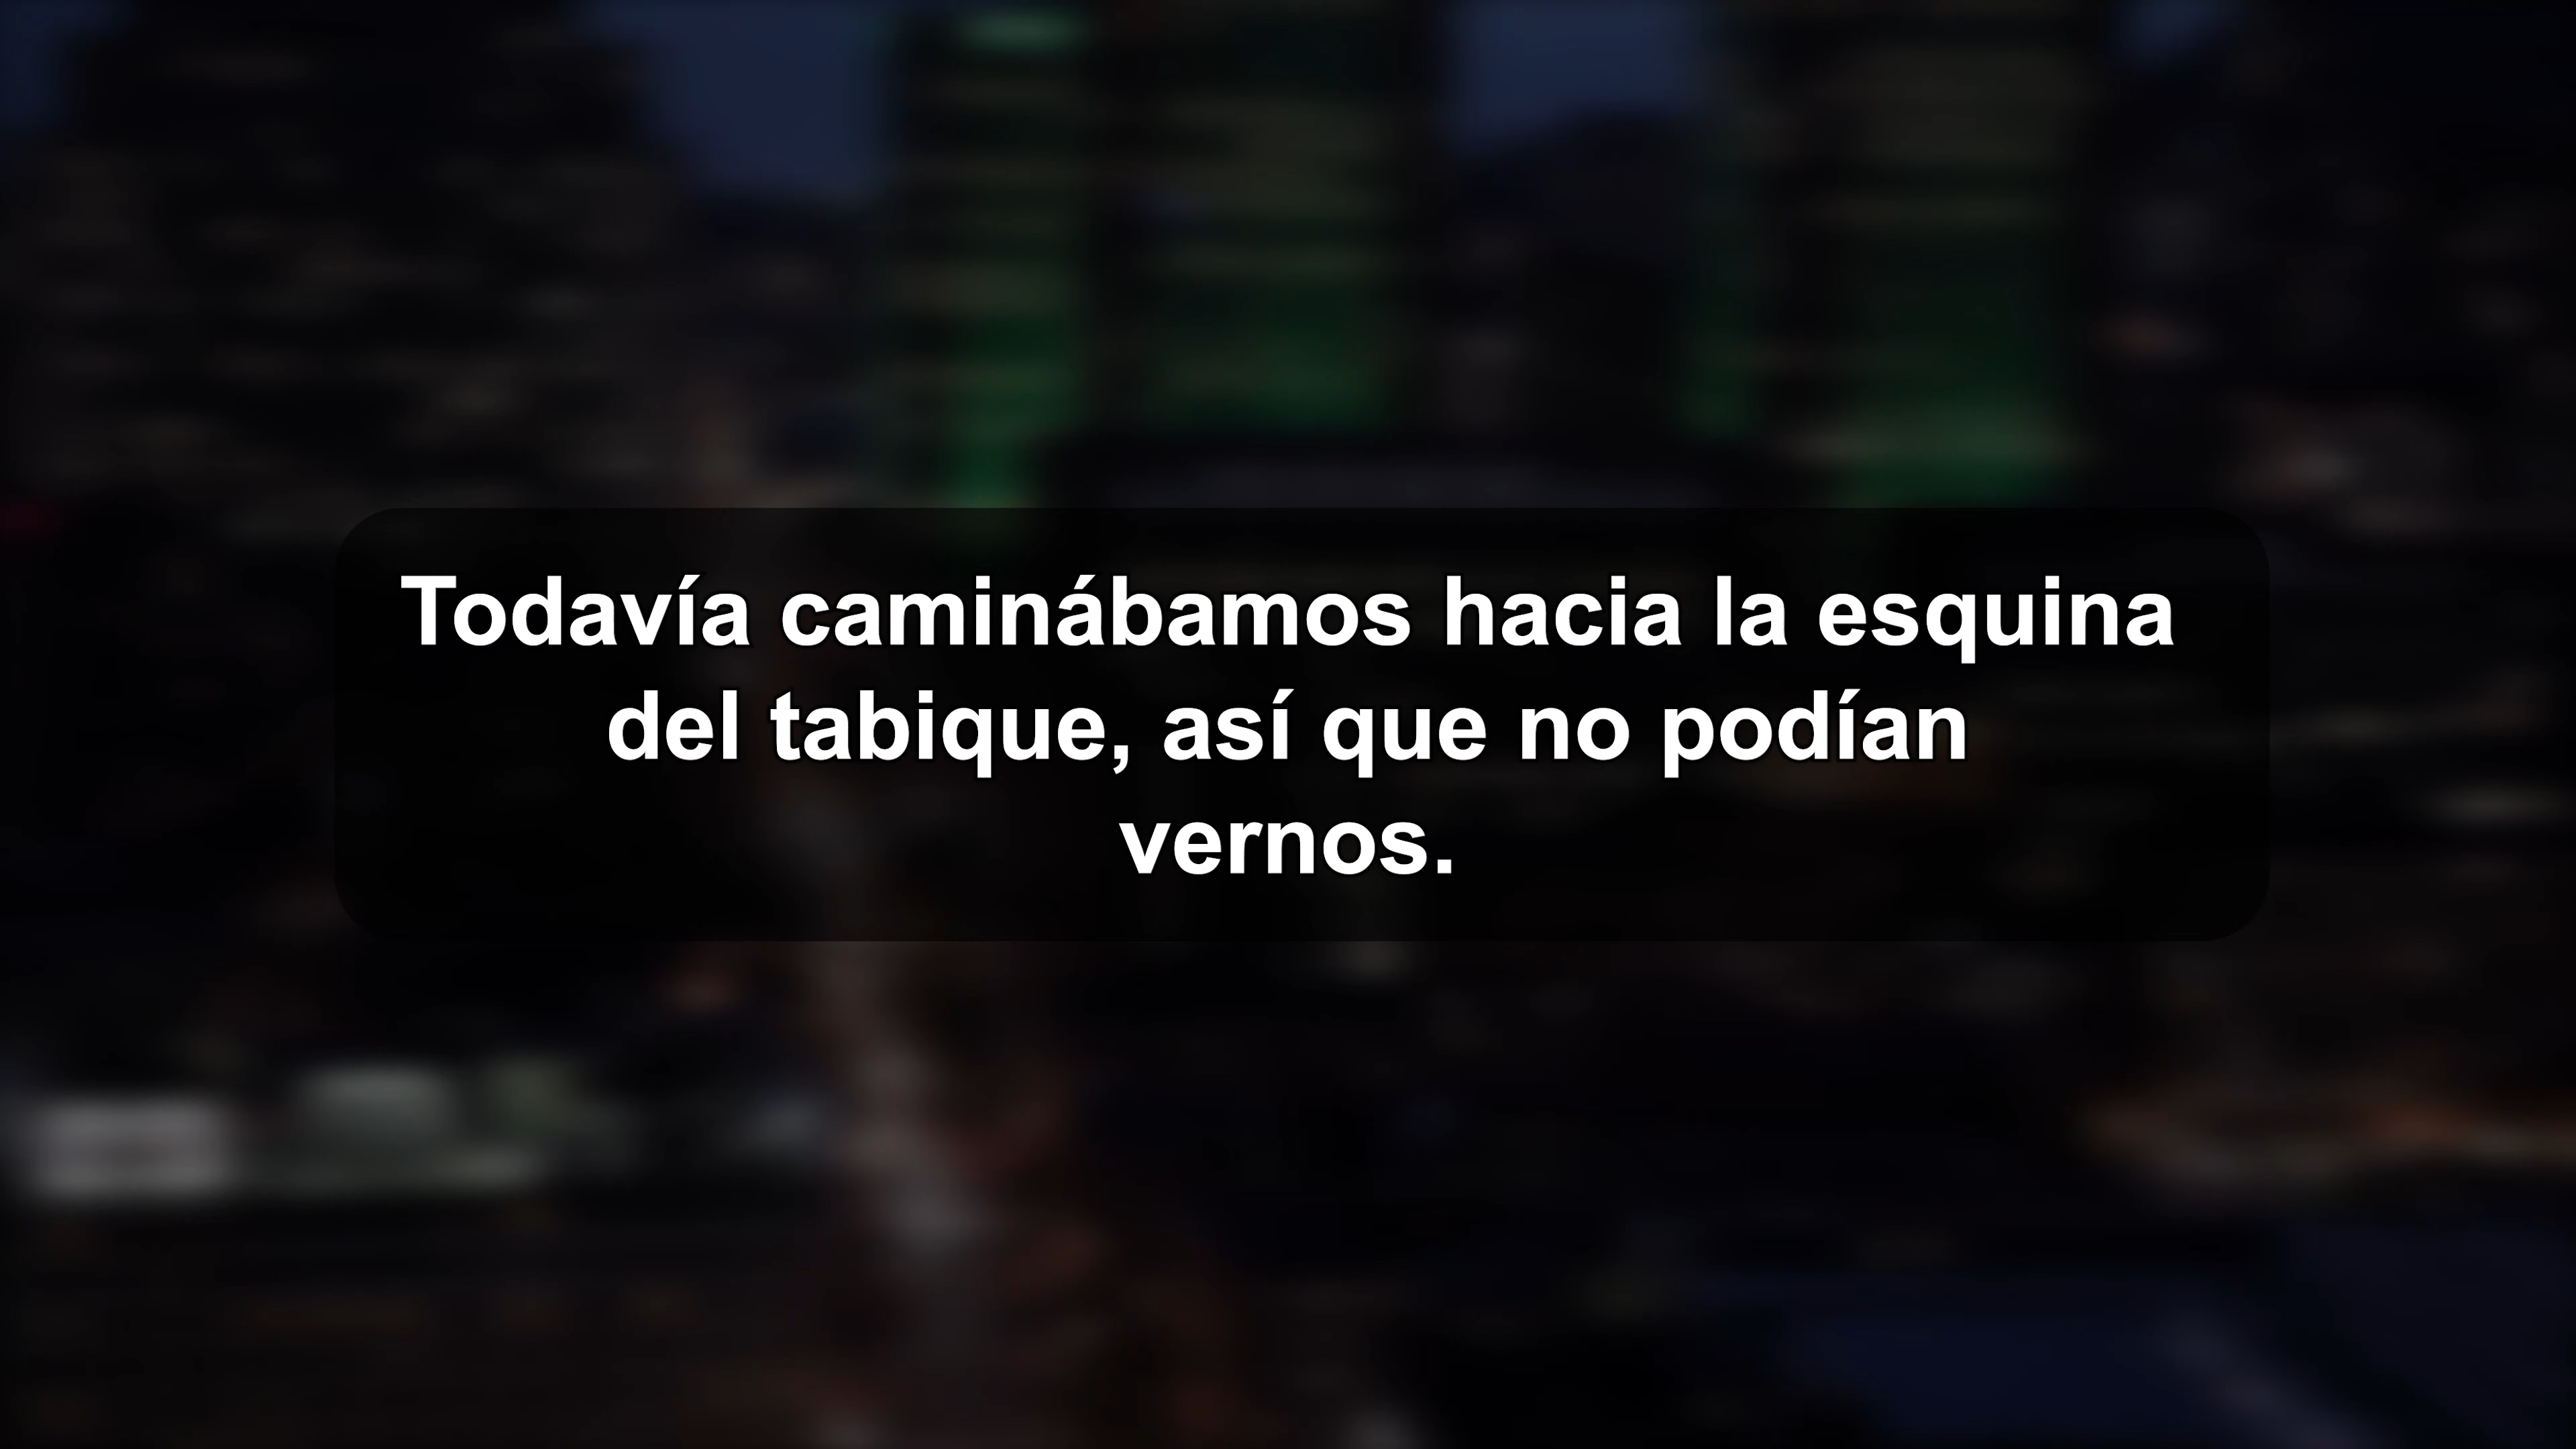 Todavía caminábamos hacia la esquina
del tabique, así que no podían
vernos.